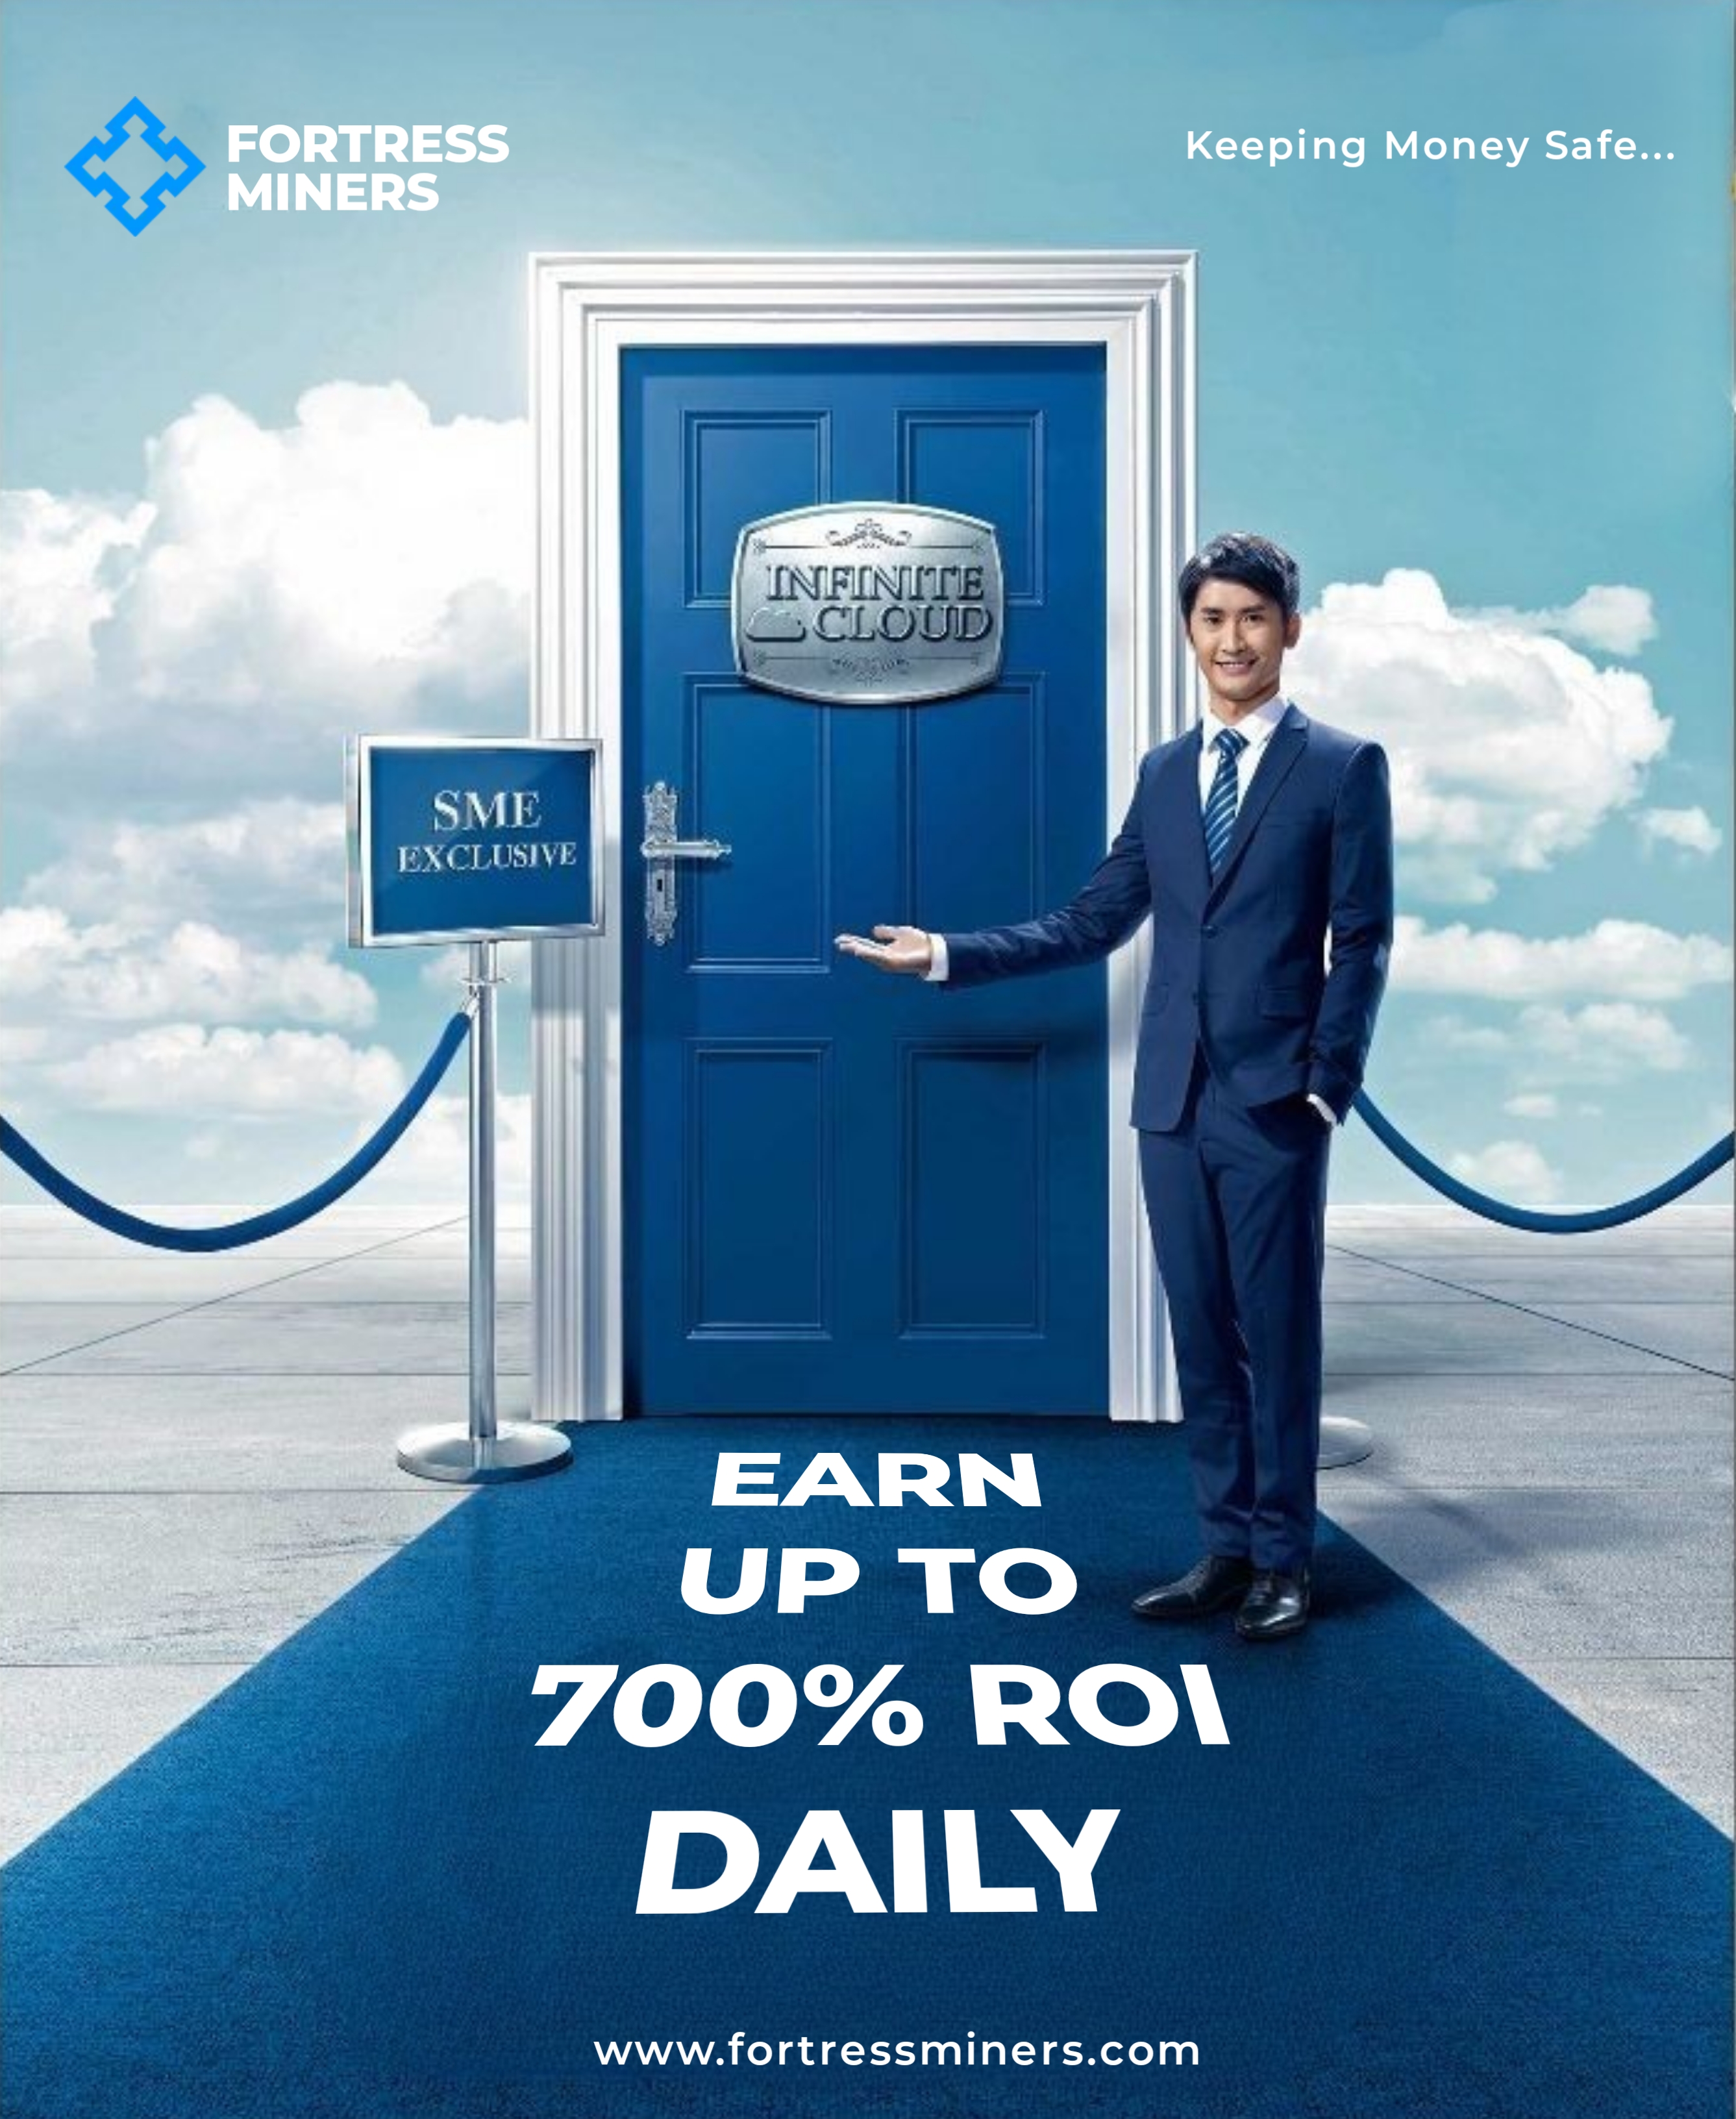 FORTRESS
MINERS
Keeping Money Safe...
INFINITE
CLOUD
SME
EXCLUSIVE
EARN
UP TO
700% ROI
DAILY
www.fortressminers.com